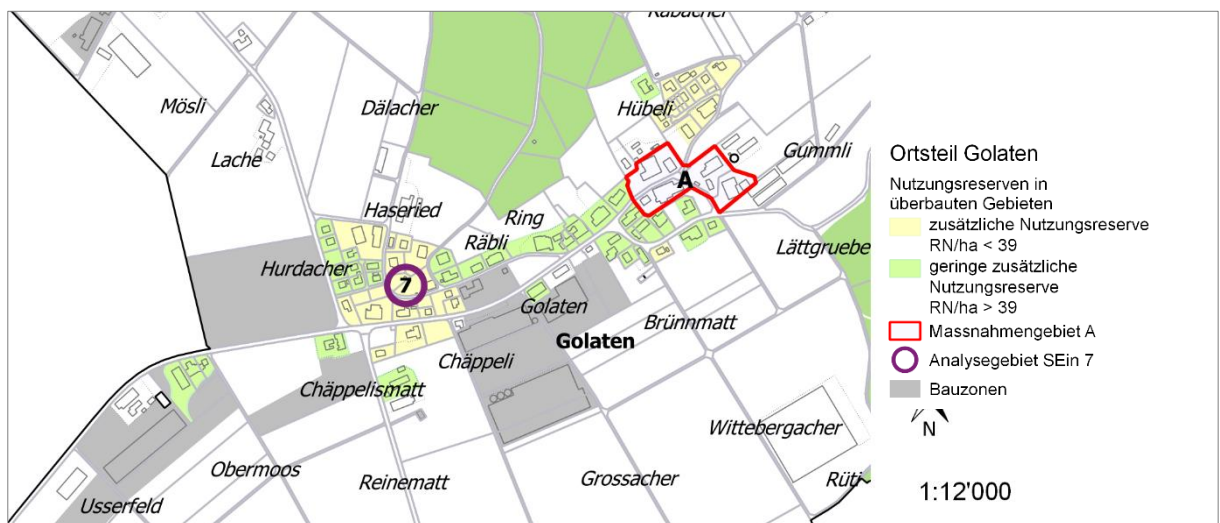 Rabacher
Mösli
Dälacher
Hübeli
Lache
Gummli
A
Haseried
Ring
Räbli
Lättgruebe
Hurdacher
7
Golaten
Brünnmatt
Golaten
Chäppeli
Chäppelismatt
Wittebergacher
Obermoos
Reinematt
Grossacher
Rüti
Usserfeld
Ortsteil Golaten
Nutzungsreserven in
überbauten Gebieten
zusätzliche Nutzungsreserve
RN/ha < 39
geringe zusätzliche
Nutzungsreserve
RN/ha > 39
Massnahmengebiet A
Analysegebiet SEin 7
Bauzonen
N
1:12'000